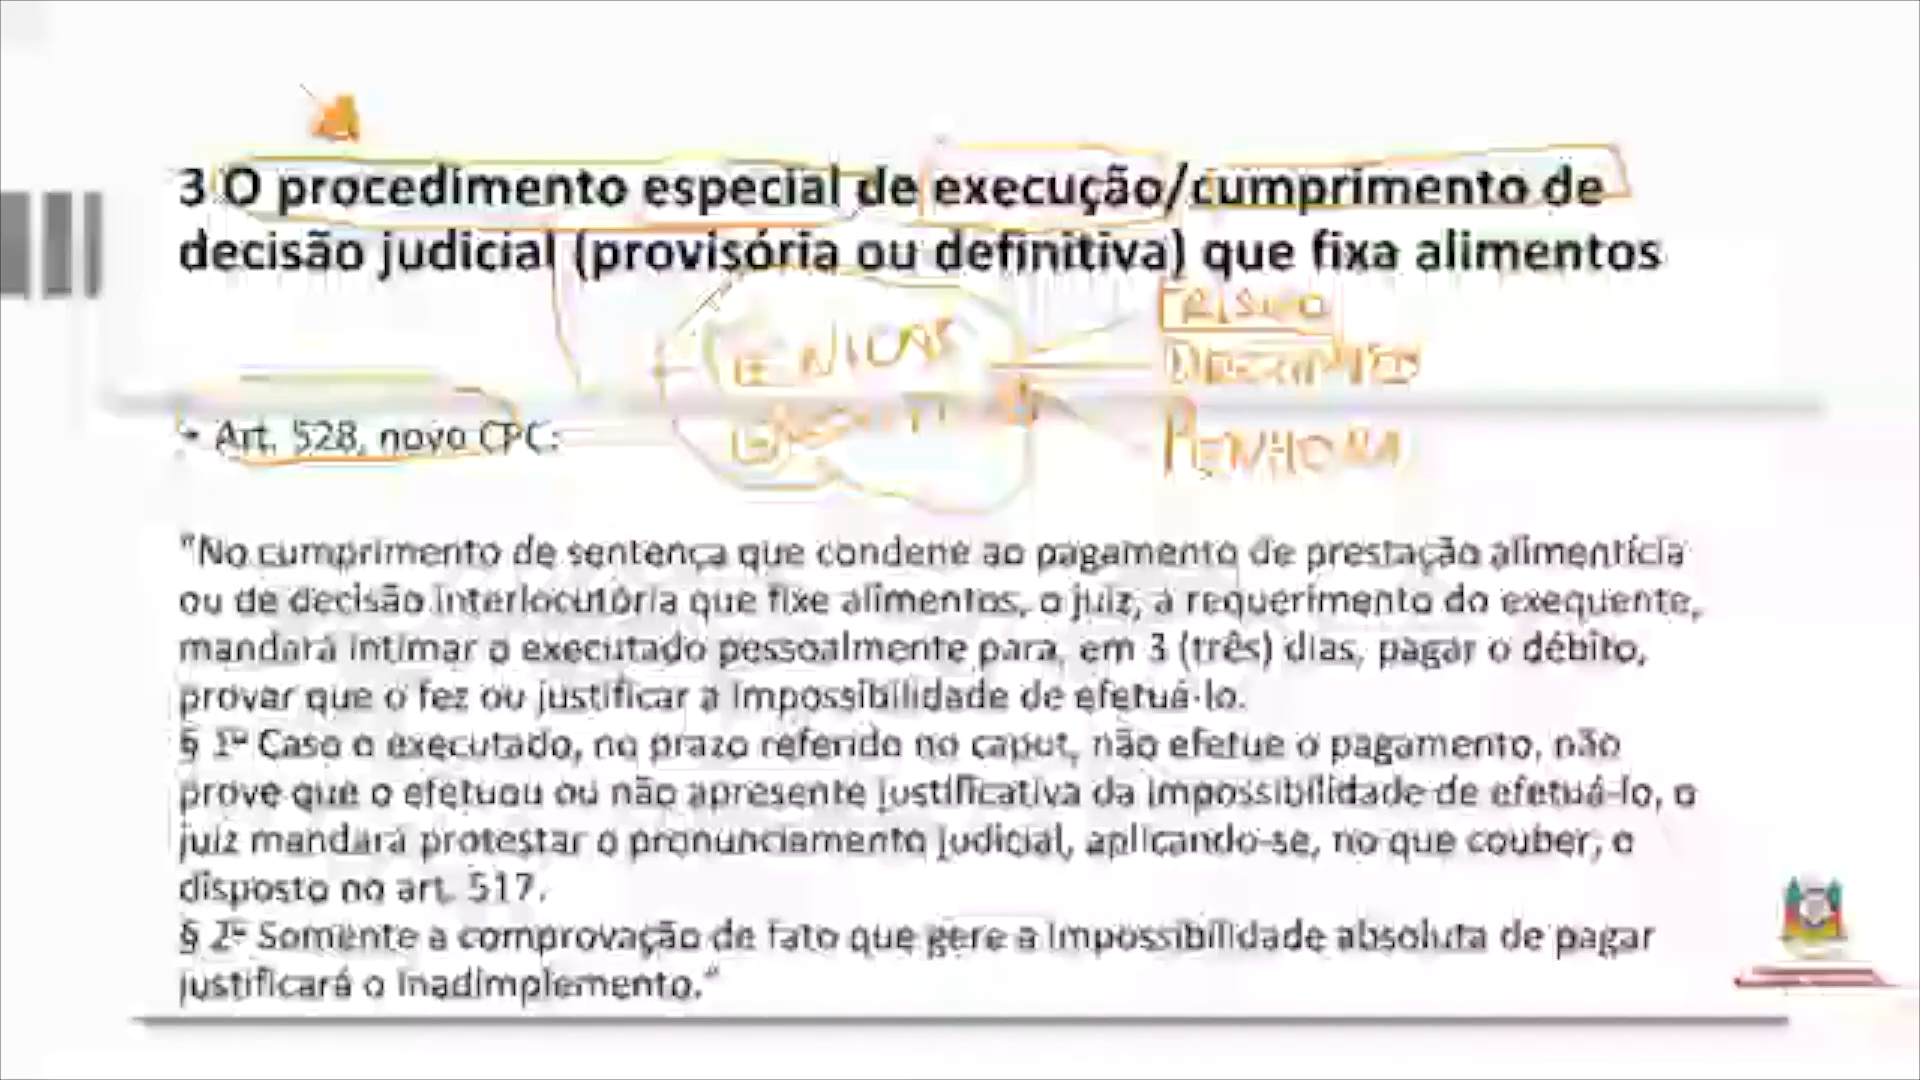 3 O procedimento especial de execução/cumprimento de
decisão judicial (provisória ou definitiva) que fixa alimentos
PRISÃO
TÉCNICAS
DESCONTO
• Art. 528, novo CPC:
PENHORA
"No cumprimento de sentença que condene ao pagamento de prestação alimentícia
ou de decisão interlocutória que fixe alimentos, o juiz, a requerimento do exequente,
mandará intimar o executado pessoalmente para, em 3 (três) dias, pagar o débito,
provar que o fez ou justificar a impossibilidade de efetuá-lo.
§ 1º Caso o executado, no prazo referido no caput, não efetue o pagamento, não
prove que o efetuou ou não apresente justificativa da impossibilidade de efetuá-lo, o
juiz mandará protestar o pronunciamento judicial, aplicando-se, no que couber, o
disposto no art. 517.
§ 2º Somente a comprovação de fato que gere a impossibilidade absoluta de pagar
justificará o inadimplemento."